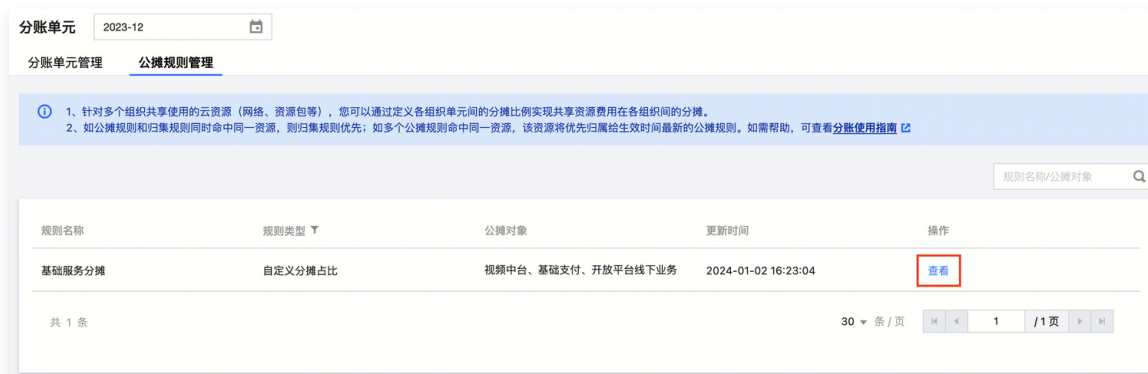 分账单元 2023-12
分账单元管理 公摊规则管理
1、针对多个组织共享使用的云资源（网络、资源包等），您可以通过定义各组织单元间的分摊比例实现共享资源费用在各组织间的分摊。
2、如公摊规则和归集规则同时命中同一资源，则归集规则优先；如多个公摊规则命中同一资源，该资源将优先归属给生效时间最新的公摊规则。如需帮助，可查看分账使用指南
规则名称/公摊对象
规则名称 规则类型 公摊对象 更新时间 操作
基础服务分摊 自定义分摊占比 视频中台、基础支付、开放平台线下业务 2024-01-02 16:23:04 查看
共 1 条 30 条 / 页 1 / 1 页